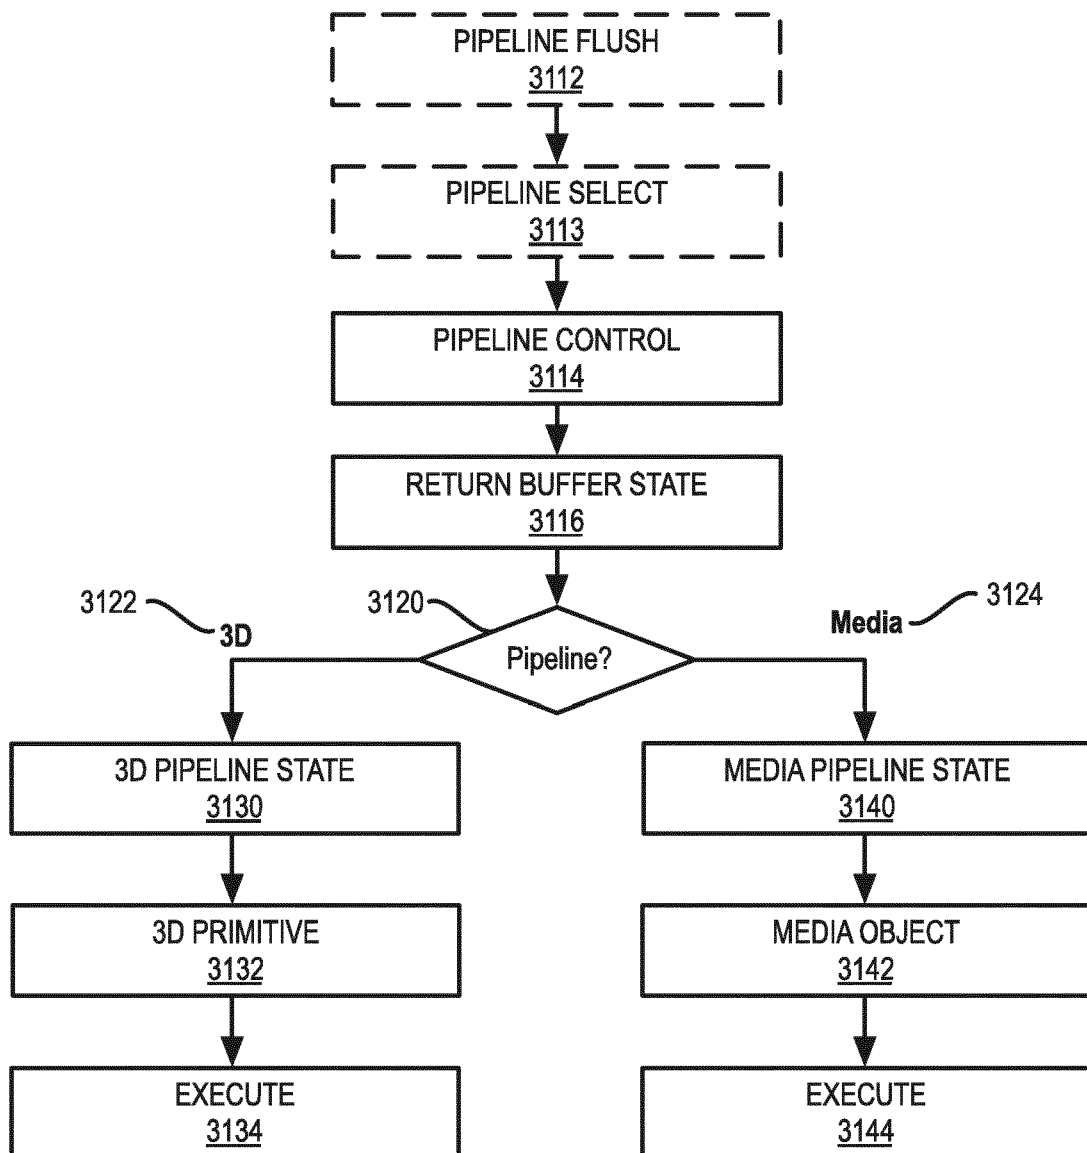 PIPELINE FLUSH
3112
PIPELINE SELECT
3113
PIPELINE CONTROL
3114
RETURN BUFFER STATE
3116
3122
3D
3120
Pipeline?
Media
3124
3D PIPELINE STATE
3130
MEDIA PIPELINE STATE
3140
3D PRIMITIVE
3132
MEDIA OBJECT
3142
EXECUTE
3134
EXECUTE
3144